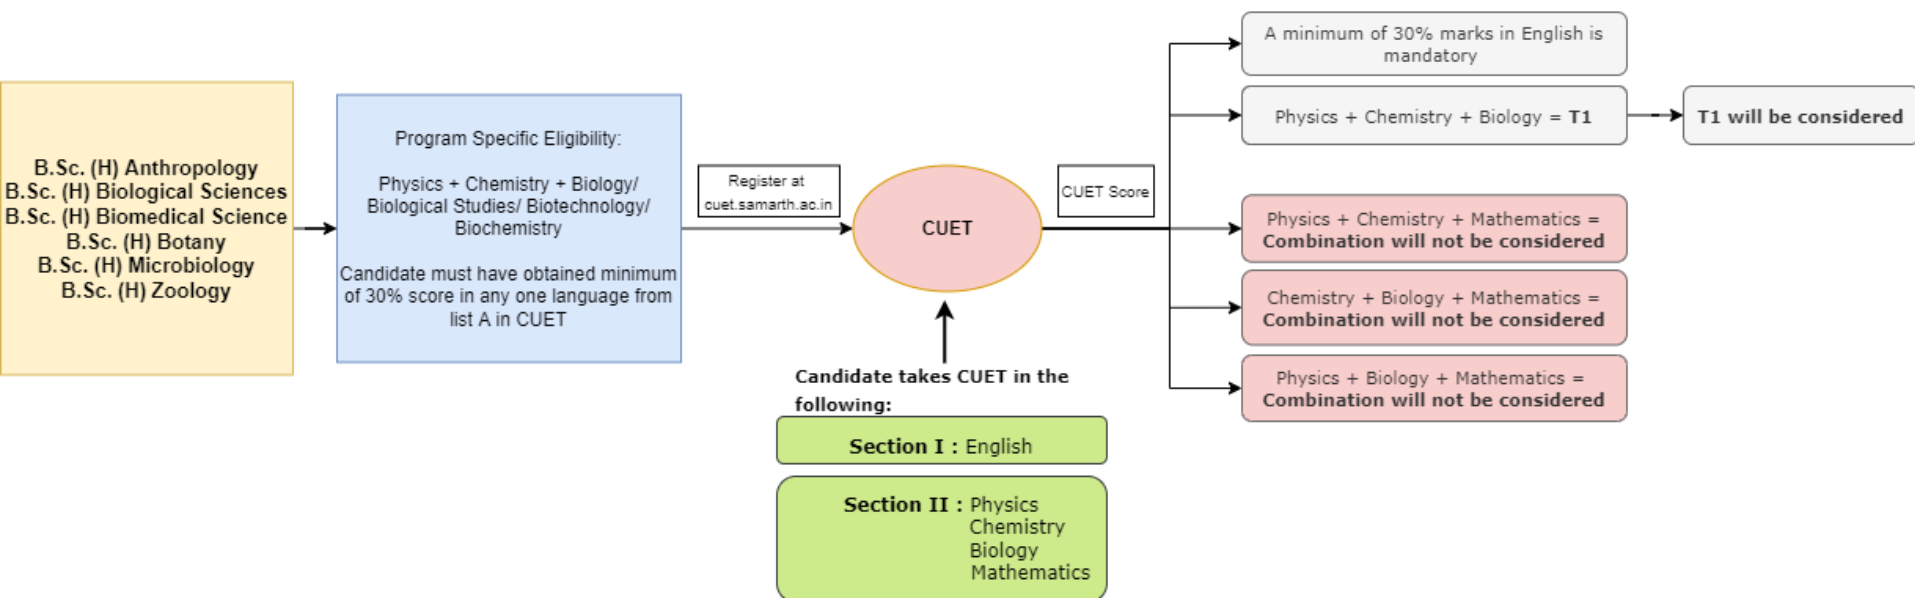 B.Sc. (H) Anthropology
B.Sc. (H) Biological Sciences
B.Sc. (H) Biomedical Science
B.Sc. (H) Botany
B.Sc. (H) Microbiology
B.Sc. (H) Zoology
Program Specific Eligibility:
Physics + Chemistry + Biology/
Biological Studies/ Biotechnology/
Biochemistry
Candidate must have obtained minimum
of 30% score in any one language from
list A in CUET
Register at
cuet.samarth.ac.in
CUET
Candidate takes CUET in the
following:
Section I : English
Section II : Physics
Chemistry
Biology
Mathematics
CUET Score
A minimum of 30% marks in English is
mandatory
Physics + Chemistry + Biology = T1
T1 will be considered
Physics + Chemistry + Mathematics =
Combination will not be considered
Chemistry + Biology + Mathematics =
Combination will not be considered
Physics + Biology + Mathematics =
Combination will not be considered